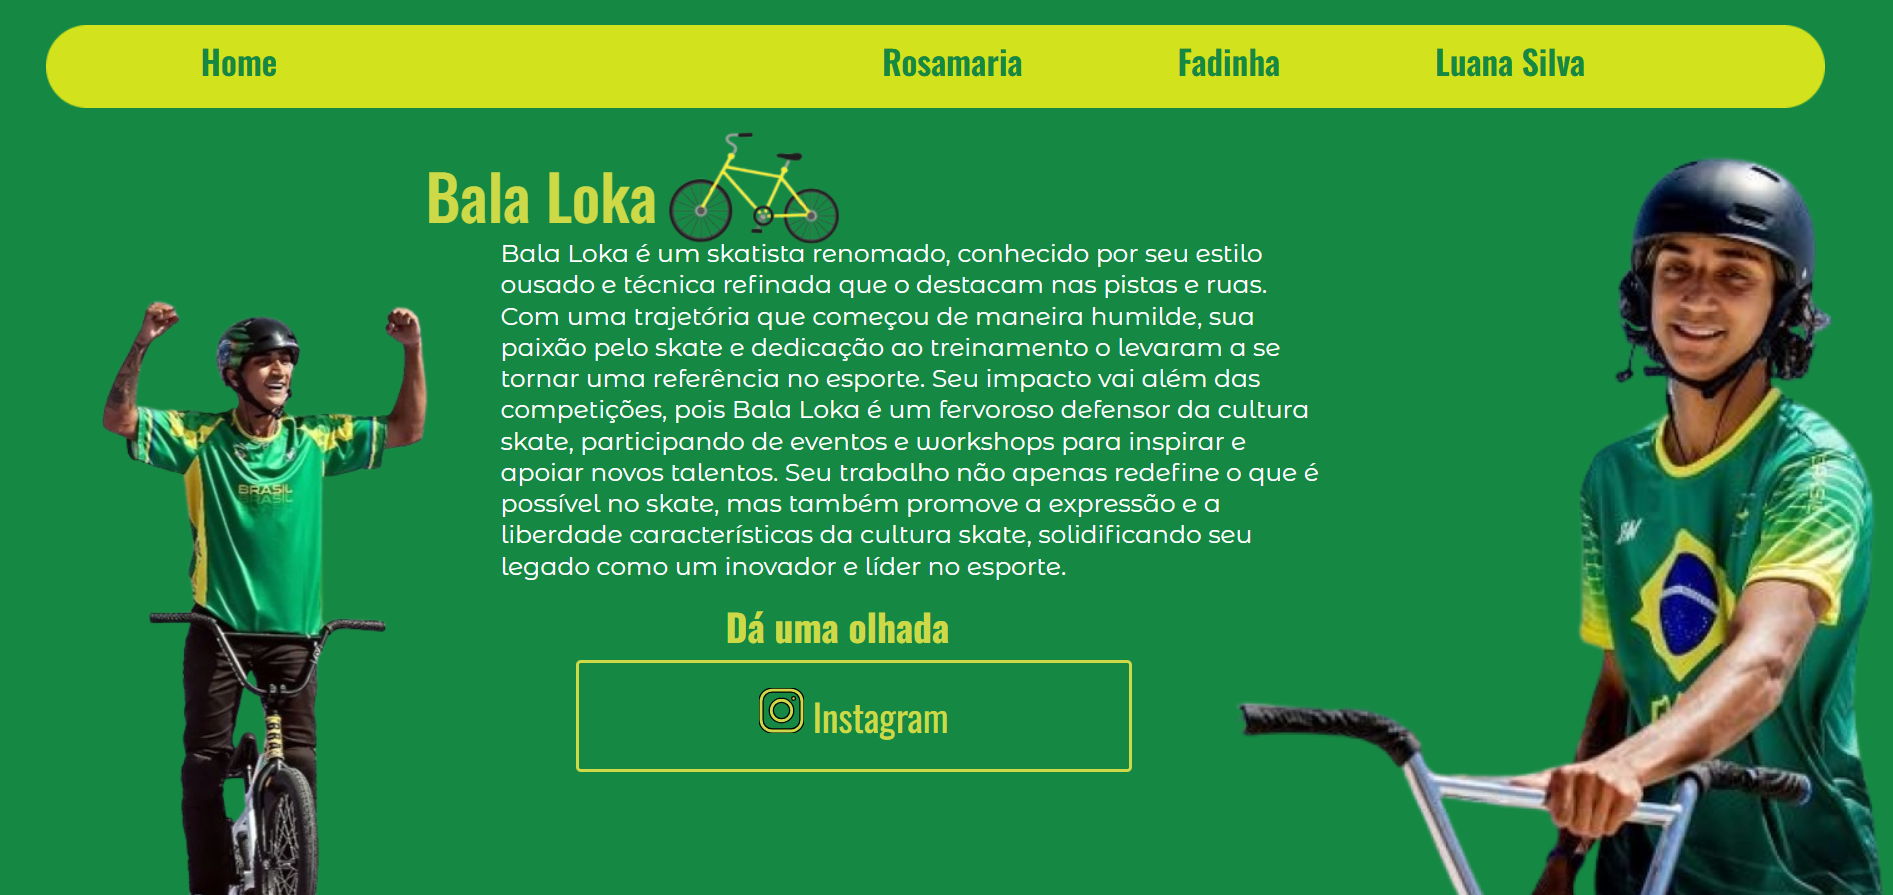 Home Rosamaria Fadinha Luana Silva
Bala Loka
Bala Loka é um skatista renomado, conhecido por seu estilo
ousado e técnica refinada que o destacam nas pistas e ruas.
Com uma trajetória que começou de maneira humilde, sua
paixão pelo skate e dedicação ao treinamento o levaram a se
tornar uma referência no esporte. Seu impacto vai além das
competições, pois Bala Loka é um fervoroso defensor da cultura
skate, participando de eventos e workshops para inspirar e
apoiar novos talentos. Seu trabalho não apenas redefine o que é
possível no skate, mas também promove a expressão e a
liberdade características da cultura skate, solidificando seu
legado como um inovador e líder no esporte.
BRASIL
BRASIL
Dá uma olhada
Instagram